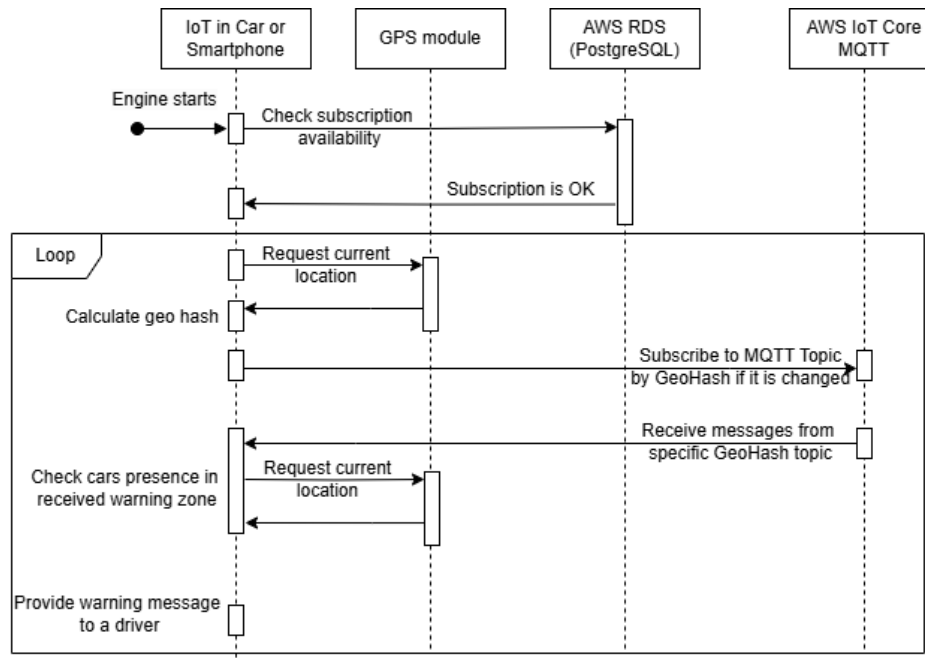 IoT in Car or
Smartphone
GPS module
AWS RDS
(PostgreSQL)
AWS IoT Core
MQTT
Engine starts
Check subscription
availability
Subscription is OK
Loop
Request current
location
Calculate geo hash
Subscribe to MQTT Topic
by GeoHash if it is changed
Receive messages from
specific GeoHash topic
Check cars presence in
received warning zone
Request current
location
Provide warning message
to a driver